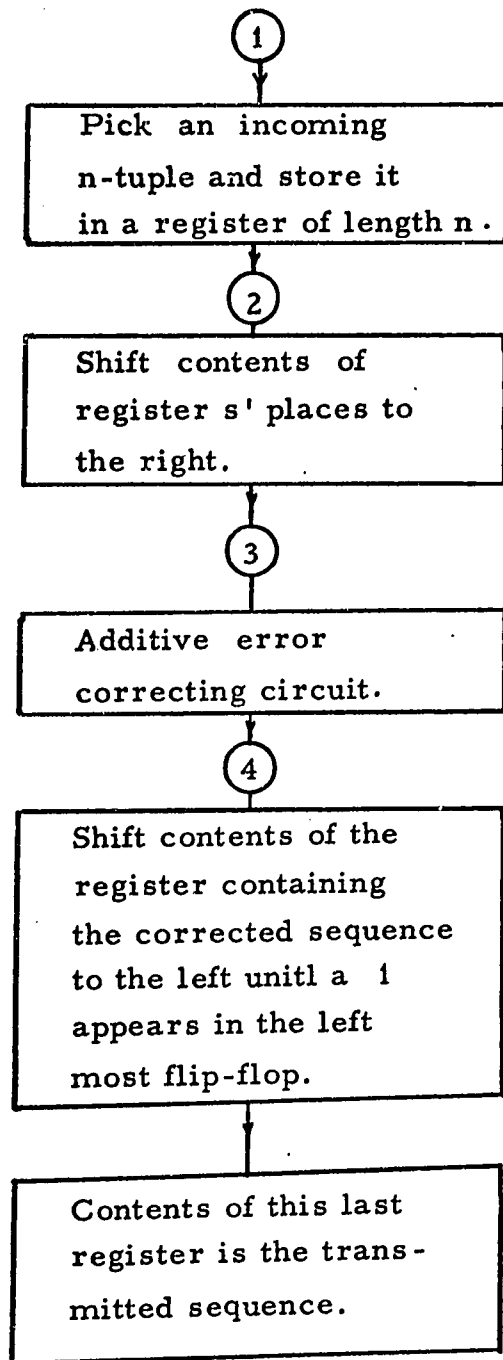 1
Pick an incoming
n-tuple and store it
in a register of length n.
2
Shift contents of
register s' places to
the right.
3
Additive error
correcting circuit.
4
Shift contents of the
register containing
the corrected sequence
to the left unitl a 1
appears in the left
most flip-flop.
Contents of this last
register is the trans-
mitted sequence.